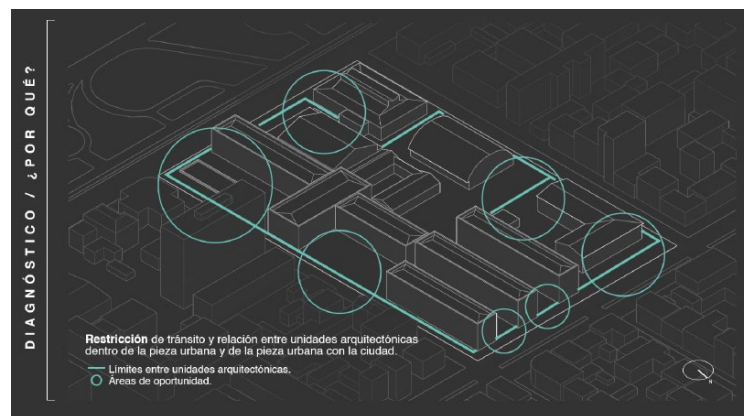 DIAGNÓSTICO / ¿POR QUÉ?
Restricción de tránsito y relación entre unidades arquitectónicas
dentro de la pieza urbana y de la pieza urbana con la ciudad.
Límites entre unidades arquitectónicas.
Áreas de oportunidad.
N